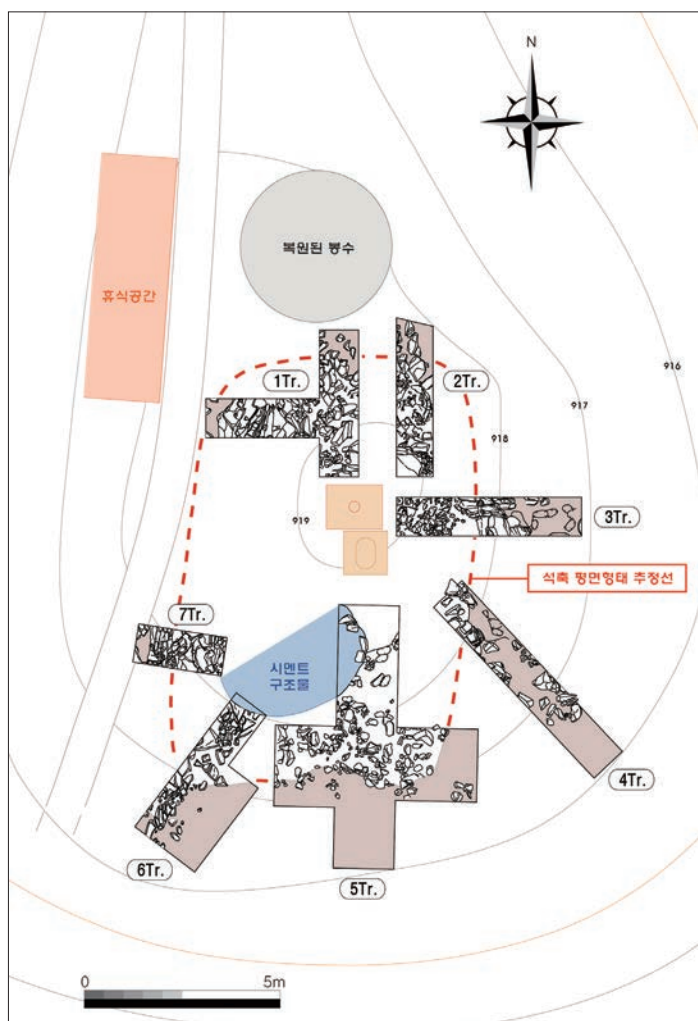 N
복원된 봉수
휴식공간
916
1Tr.
2Tr.
917
918
919
3Tr.
석축 평면형태 추정선
7Tr.
시멘트
구조물
4Tr.
6Tr.
5Tr.
0
5m